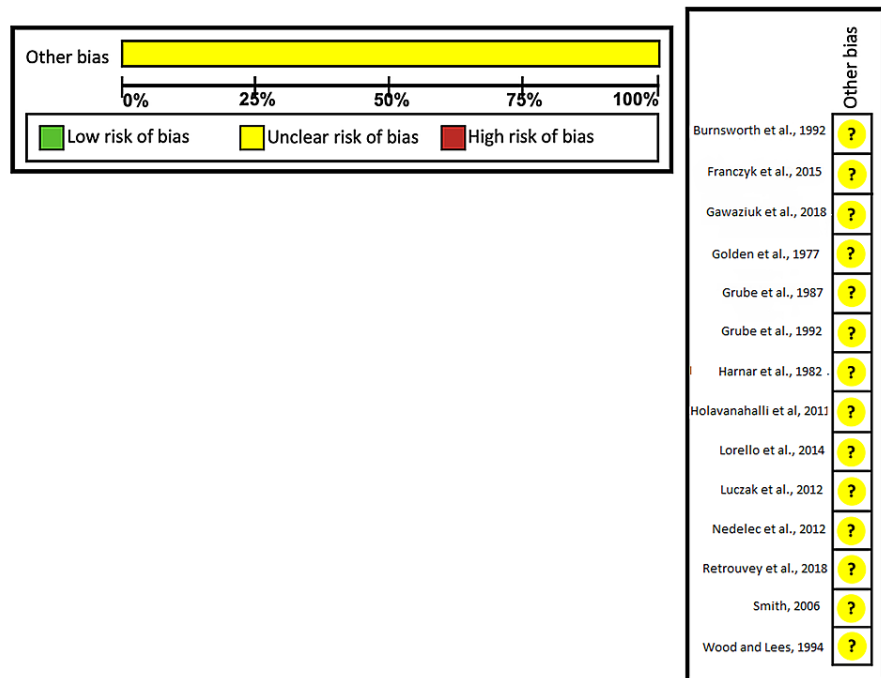 Other bias
0% 25% 50% 75% 100%
Low risk of bias Unclear risk of bias High risk of bias
Other bias
Burnsworth et al., 1992 ?
Franczyk et al., 2015 ?
Gawaziuk et al., 2018 ?
Golden et al., 1977 ?
Grube et al., 1987 ?
Grube et al., 1992 ?
Harnar et al., 1982 . ?
Holavanahalli et al, 2011 ?
Lorello et al., 2014 ?
Luczak et al., 2012 ?
Nedelec et al., 2012 ?
Retrouvey et al., 2018 ?
Smith, 2006 ?
Wood and Lees, 1994 ?